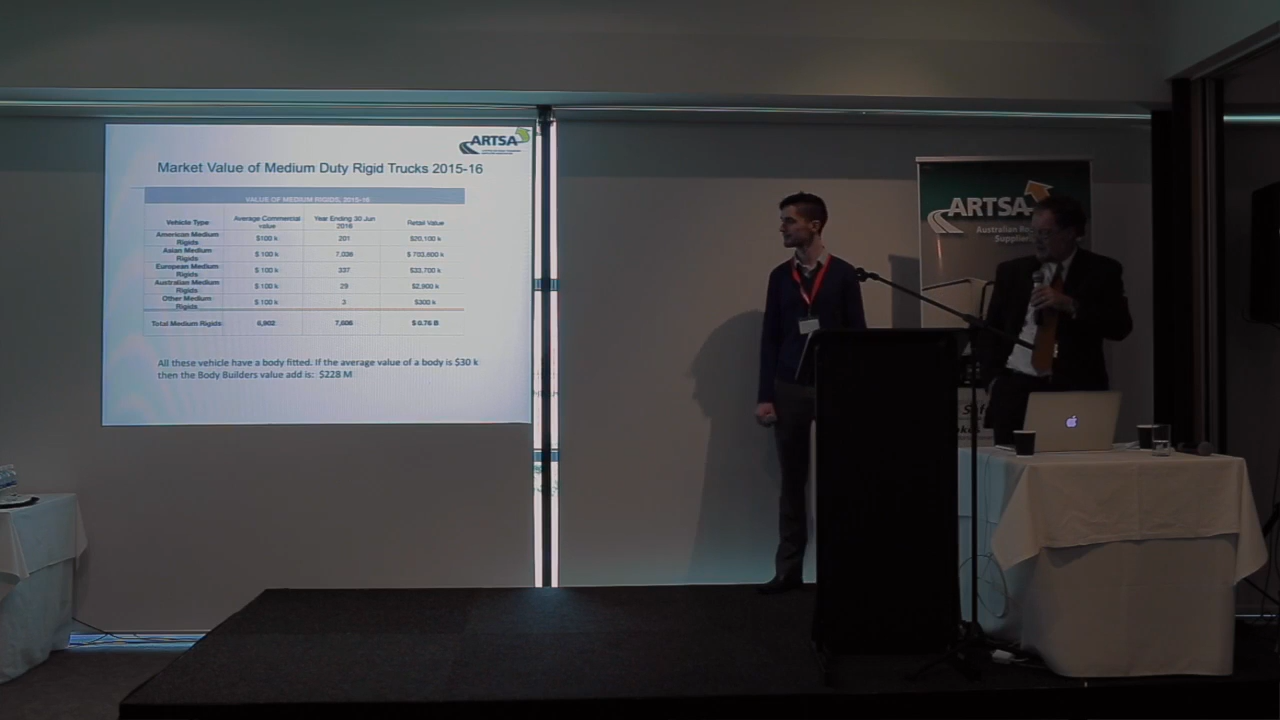 ARTSA
Market Value of Medium Duty Rigid Trucks 2015-16
VALUE OF MEDIUM RIGIDS, 2015-16
Vehicle Type Average Commercial value Year Ending 30 Jun 2016 Retail Value
American Medium Rigids $100 k 201 $20,100 k
Asian Medium Rigids $ 100 k 7,036 $ 703,600 k
European Medium Rigids $ 100 k 337 $33,700 k
Australian Medium Rigids $ 100 k 29 $2,900 k
Other Medium Rigids $ 100 k 3 $300 k
Total Medium Rigids 6,902 7,606 $ 0.76 B
All these vehicle have a body fitted. If the average value of a body is $30 k
then the Body Builders value add is: $228 M
ARTSA
Australian